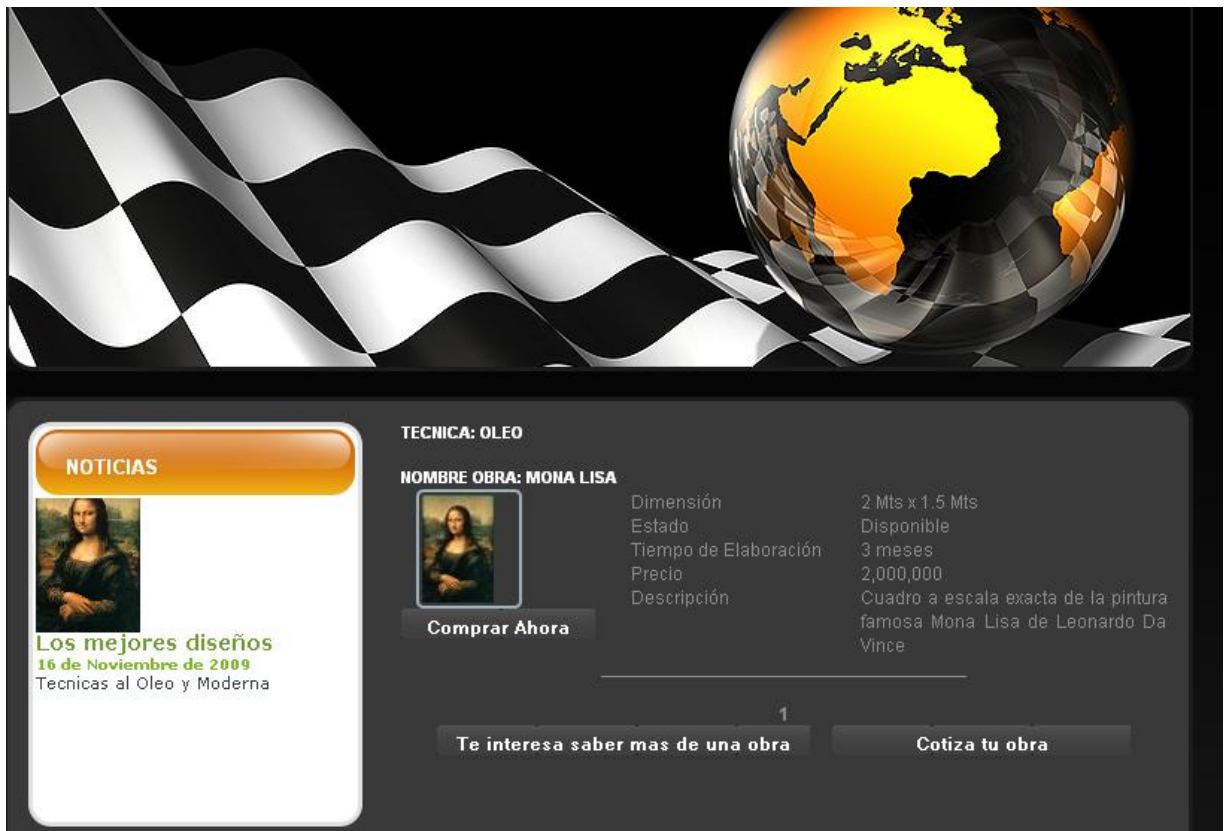 NOTICIAS
Los mejores diseños
16 de Noviembre de 2009
Tecnicas al Oleo y Moderna
TECNICA: OLEO
NOMBRE OBRA: MONA LISA
Dimensión 2 Mts x 1.5 Mts
Estado Disponible
Tiempo de Elaboración 3 meses
Precio 2,000,000
Descripción Cuadro a escala exacta de la pintura
famosa Mona Lisa de Leonardo Da
Vince
Comprar Ahora
1
Te interesa saber mas de una obra
Cotiza tu obra